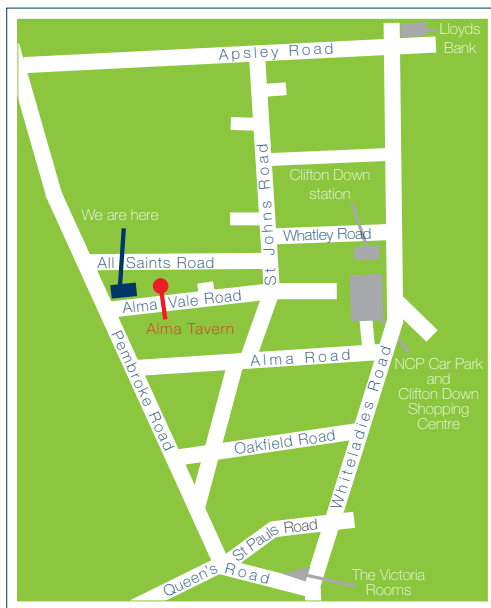 Lloyds
Bank
Apsley Road
St Johns Road
Clifton Down
station
We are here
Whatley Road
All Saints Road
Alma Vale Road
Alma Tavern
Pembroke Road
Alma Road
NCP Car Park
and
Clifton Down
Shopping
Centre
Whiteladies Road
Oakfield Road
St Pauls Road
Queen's Road
The Victoria
Rooms